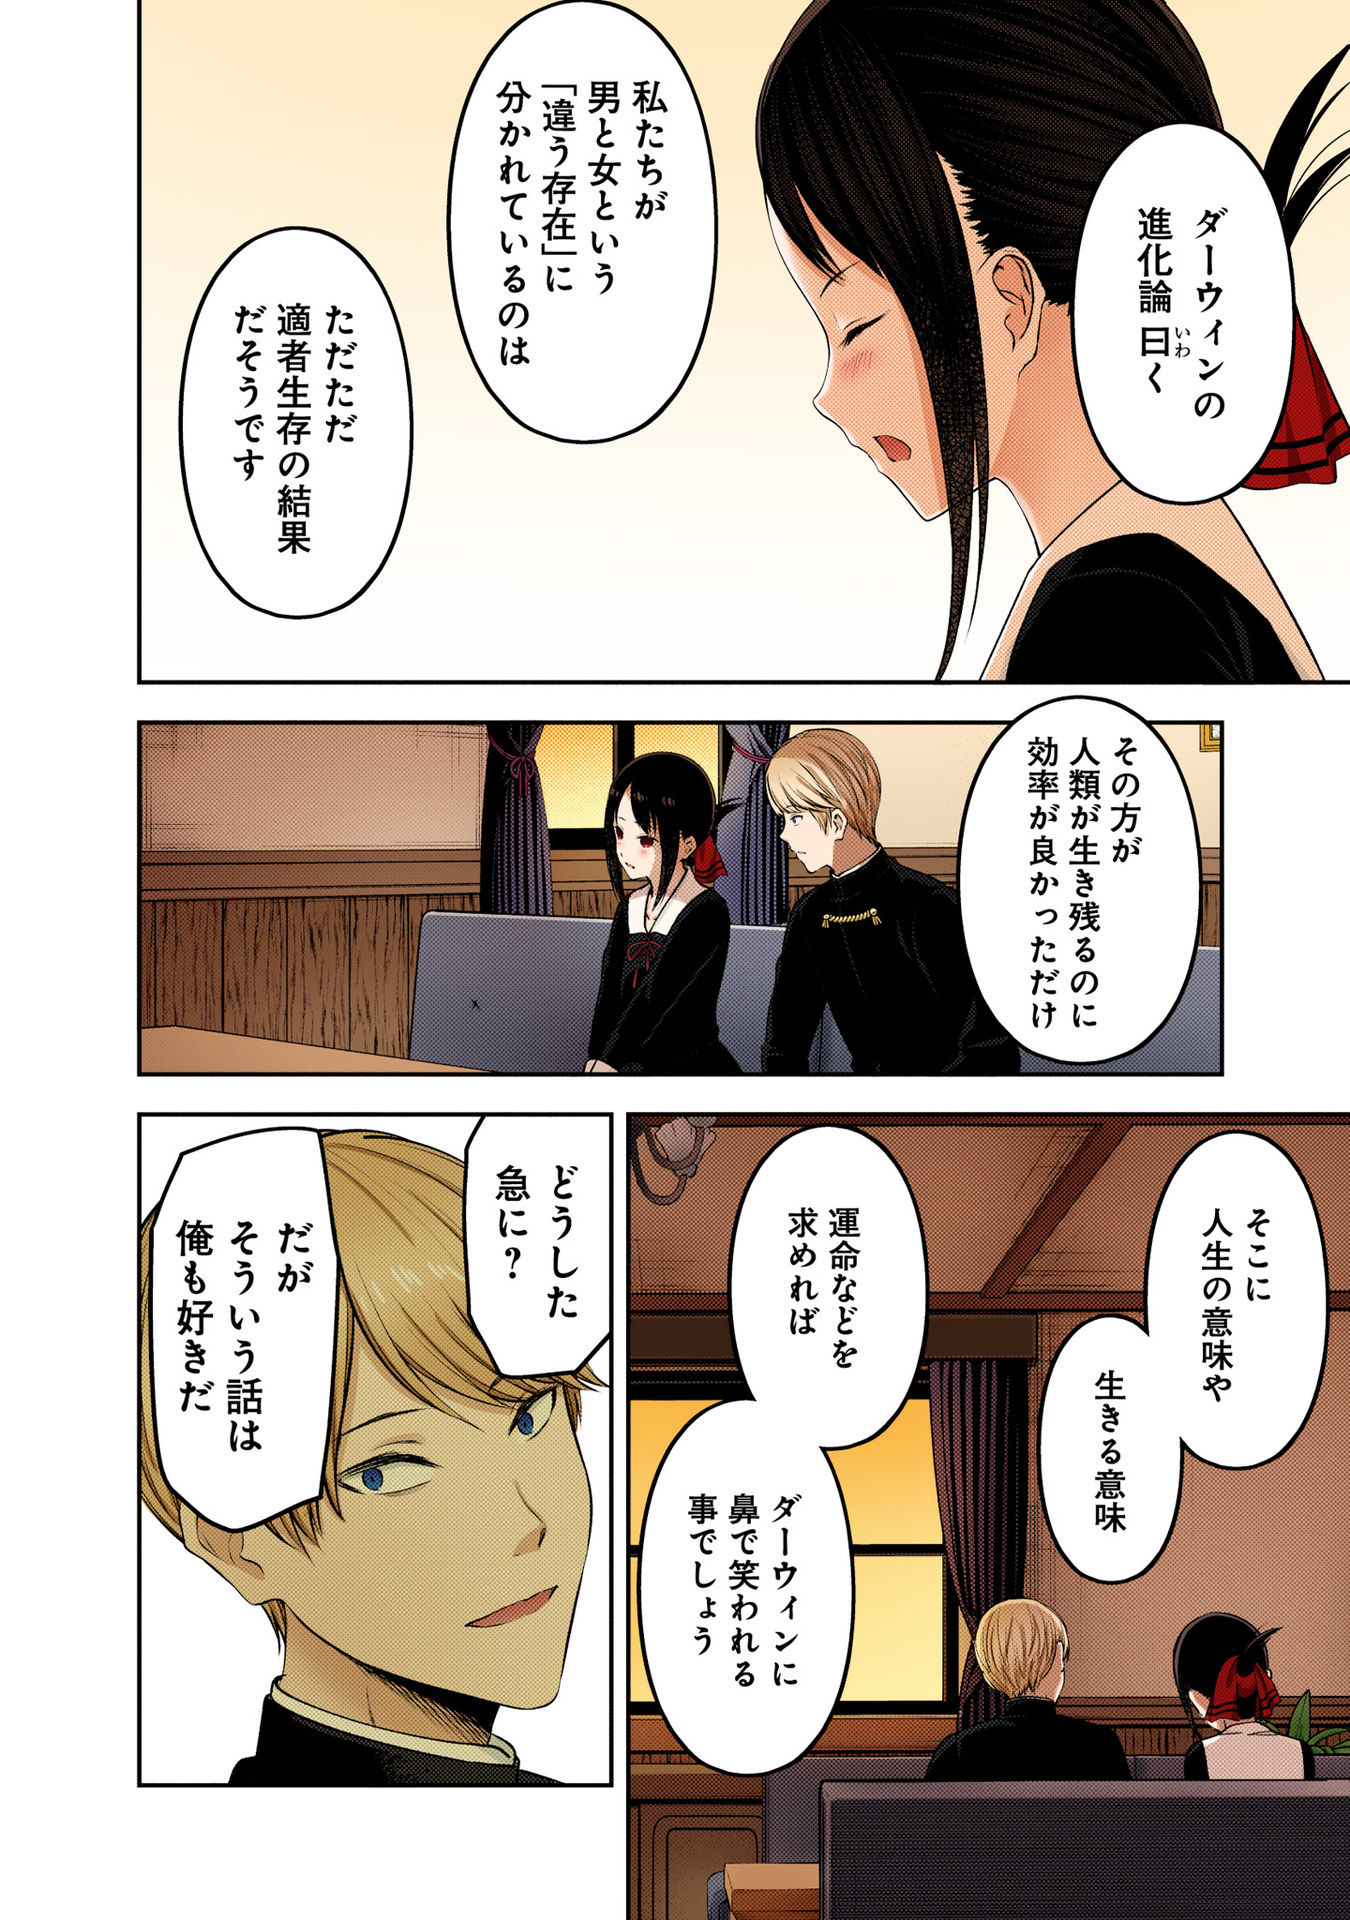 ダーウィンの
進化論 曰く
いわ
私たちが
男と女という
「違う存在」に
分かれているのは
ただただ
適者生存の結果
だそうです
その方が
人類が生き残るのに
効率が良かっただけ
そこに
人生の意味や
生きる意味
運命などを
求めれば
ダーウィンに
鼻で笑われる
事でしょう
どうした
急に?
だが
そういう話は
俺も好きだ